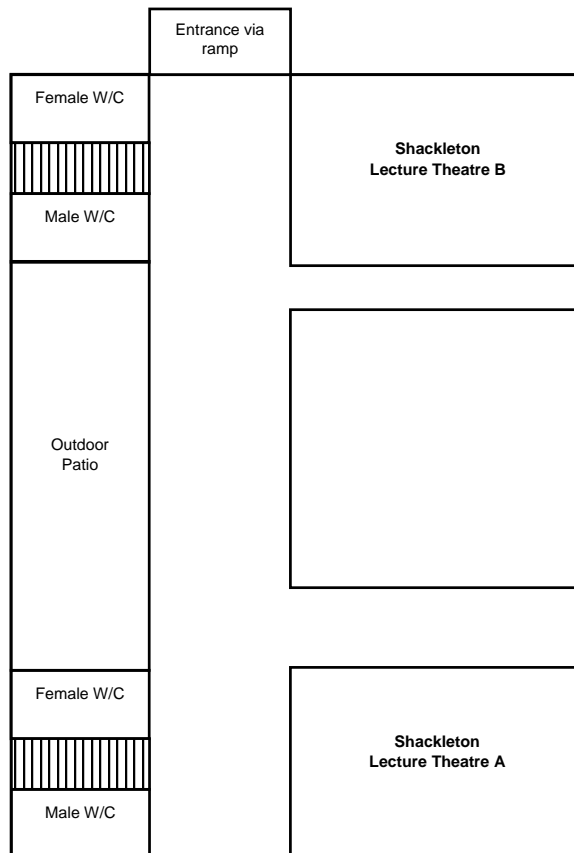 Entrance via
ramp
Female W/C
Shackleton
Lecture Theatre B
Male W/C
Outdoor
Patio
Female W/C
Shackleton
Lecture Theatre A
Male W/C